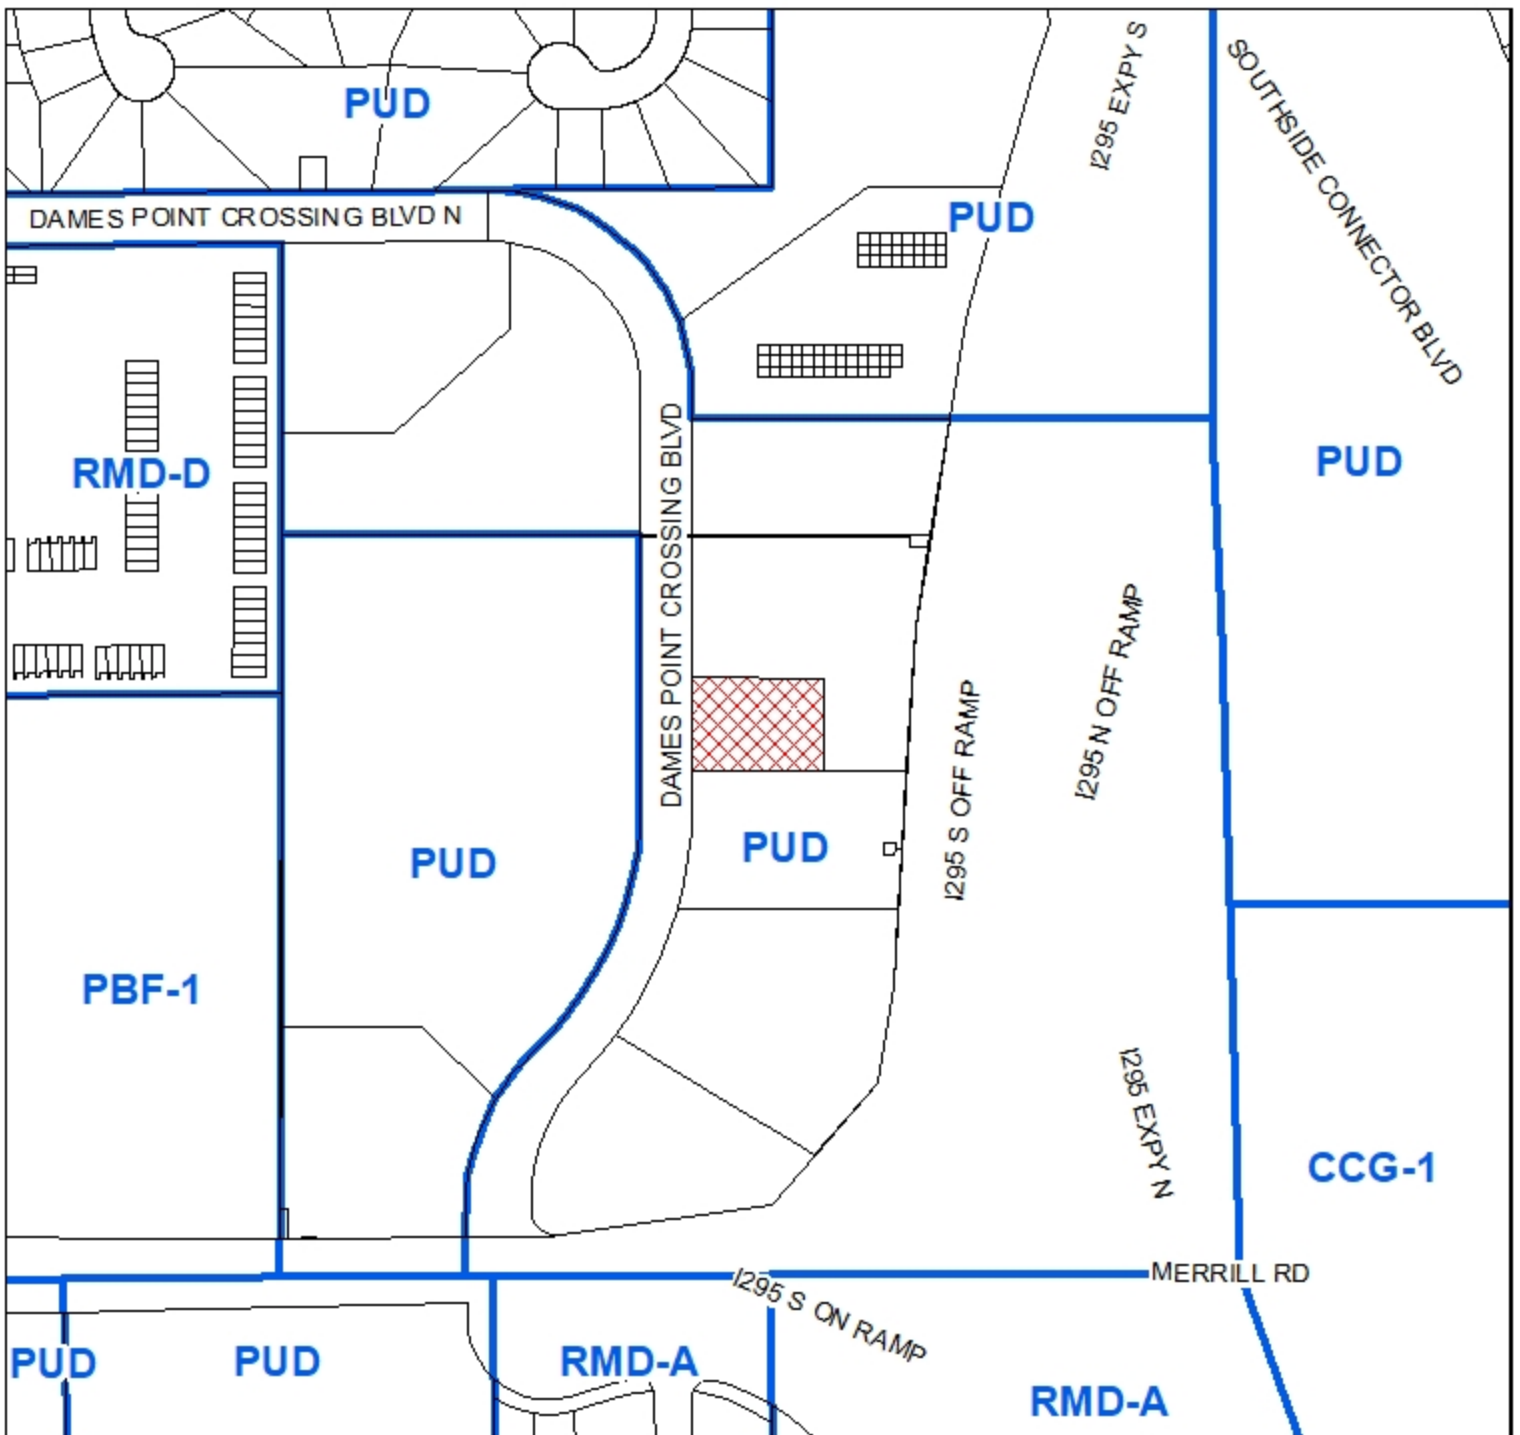 I295 EXPY S
SOUTHSIDE CONNECTOR BLVD
PUD
DAMES POINT CROSSING BLVD N
PUD
RMD-D
PUD
DAMES POINT CROSSING BLVD
I295 N OFF RAMP
I295 S OFF RAMP
PUD
PUD
PBF-1
I295 EXPY N
CCG-1
MERRILL RD
I295 S ON RAMP
PUD
PUD
RMD-A
RMD-A